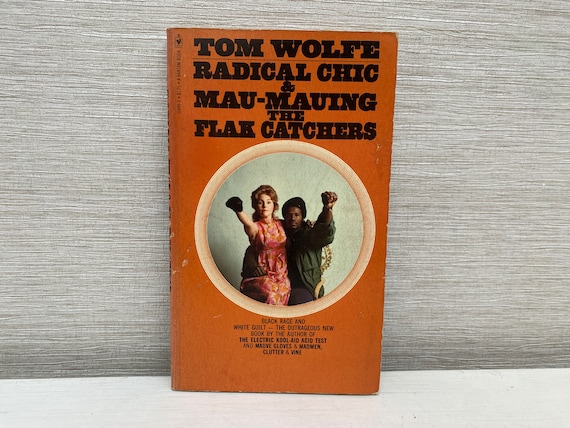 TOM WOLFE
RADICAL CHIC
&
MAU-MAUING
THE
FLAK CATCHERS
BLACK RAGE AND
WHITE GUILT — THE OUTRAGEOUS NEW
BOOK BY THE AUTHOR OF
THE ELECTRIC KOOL-AID ACID TEST
AND MAUVE GLOVES & MADMEN,
CLUTTER & VINE